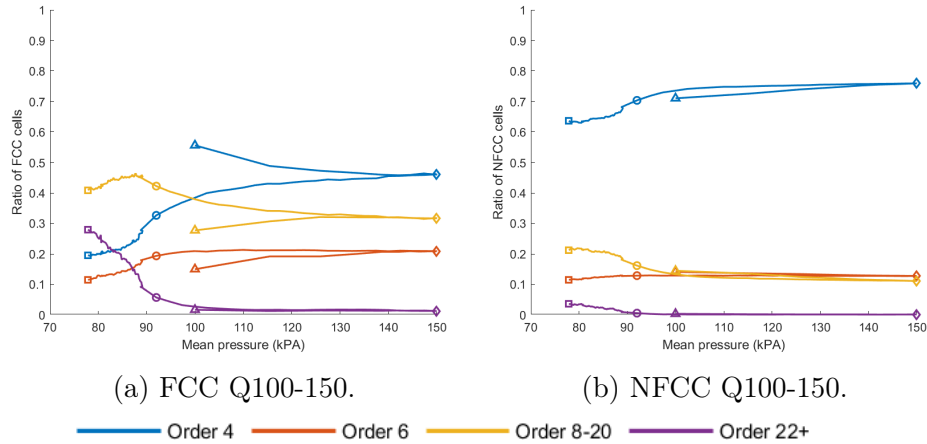 1
0.9
0.8
0.7
0.6
0.5
0.4
0.3
0.2
0.1
0
Ratio of FCC cells
70 80 90 100 110 120 130 140 150
Mean pressure (kPA)
(a) FCC Q100-150.
1
0.9
0.8
0.7
0.6
0.5
0.4
0.3
0.2
0.1
0
Ratio of NFCC cells
70 80 90 100 110 120 130 140 150
Mean pressure (kPA)
(b) NFCC Q100-150.
Order 4 Order 6 Order 8-20 Order 22+